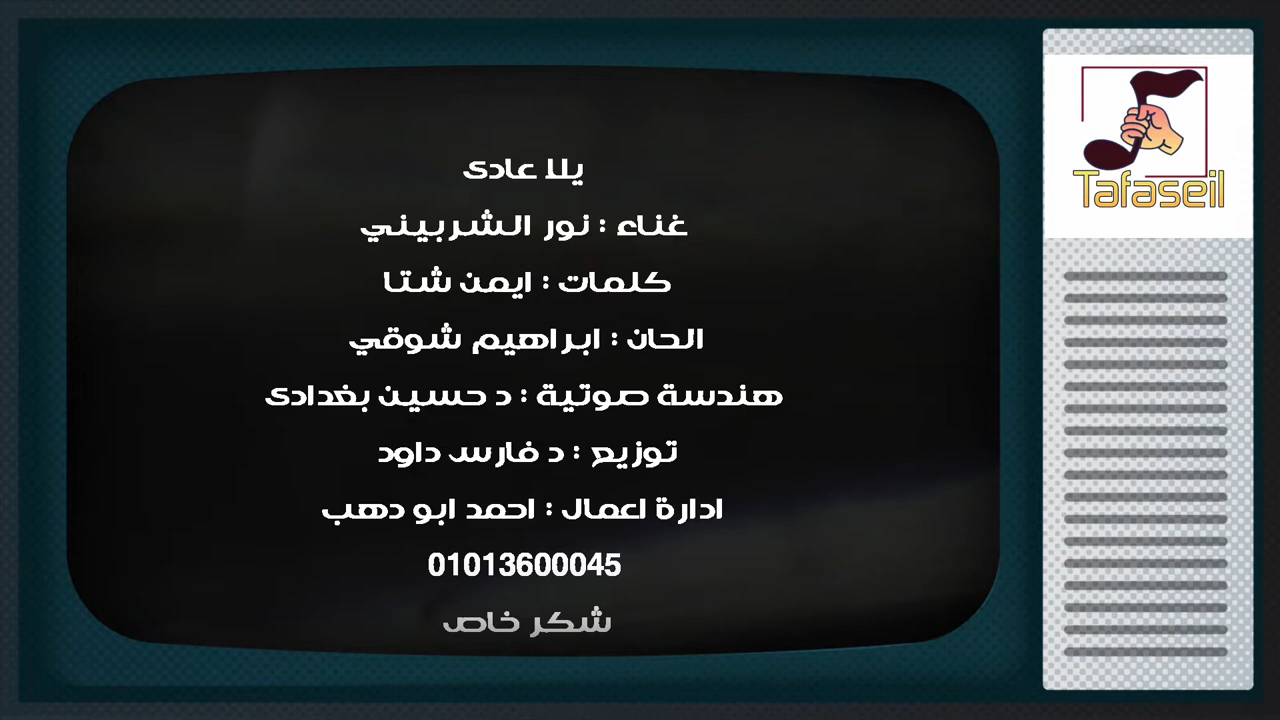 يلا عادى
غناء : نور الشربيني
كلمات : ايمن شتا
الحان : ابراهيم شوقي
هندسة صوتية : د حسين بغدادى
توزيع : د فارس داود
ادارة اعمال : احمد ابو دهب
01013600045
شكر خاص
Tafaseil